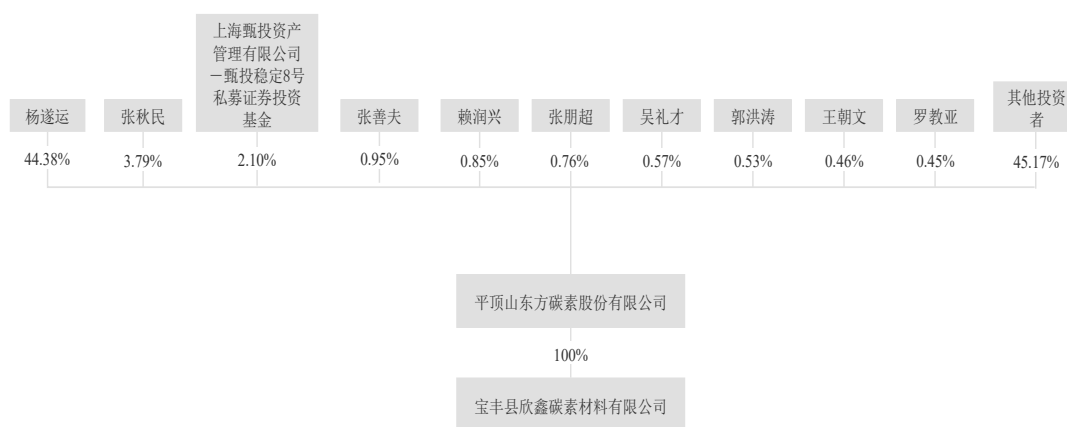 上海甄投资产
管理有限公司
－甄投稳定8号
私募证券投资
基金
杨遂运
张秋民
张善夫
赖润兴
张朋超
吴礼才
郭洪涛
王朝文
罗教亚
其他投资
者
44.38%
3.79%
2.10%
0.95%
0.85%
0.76%
0.57%
0.53%
0.46%
0.45%
45.17%
平顶山东方碳素股份有限公司
100%
宝丰县欣鑫碳素材料有限公司